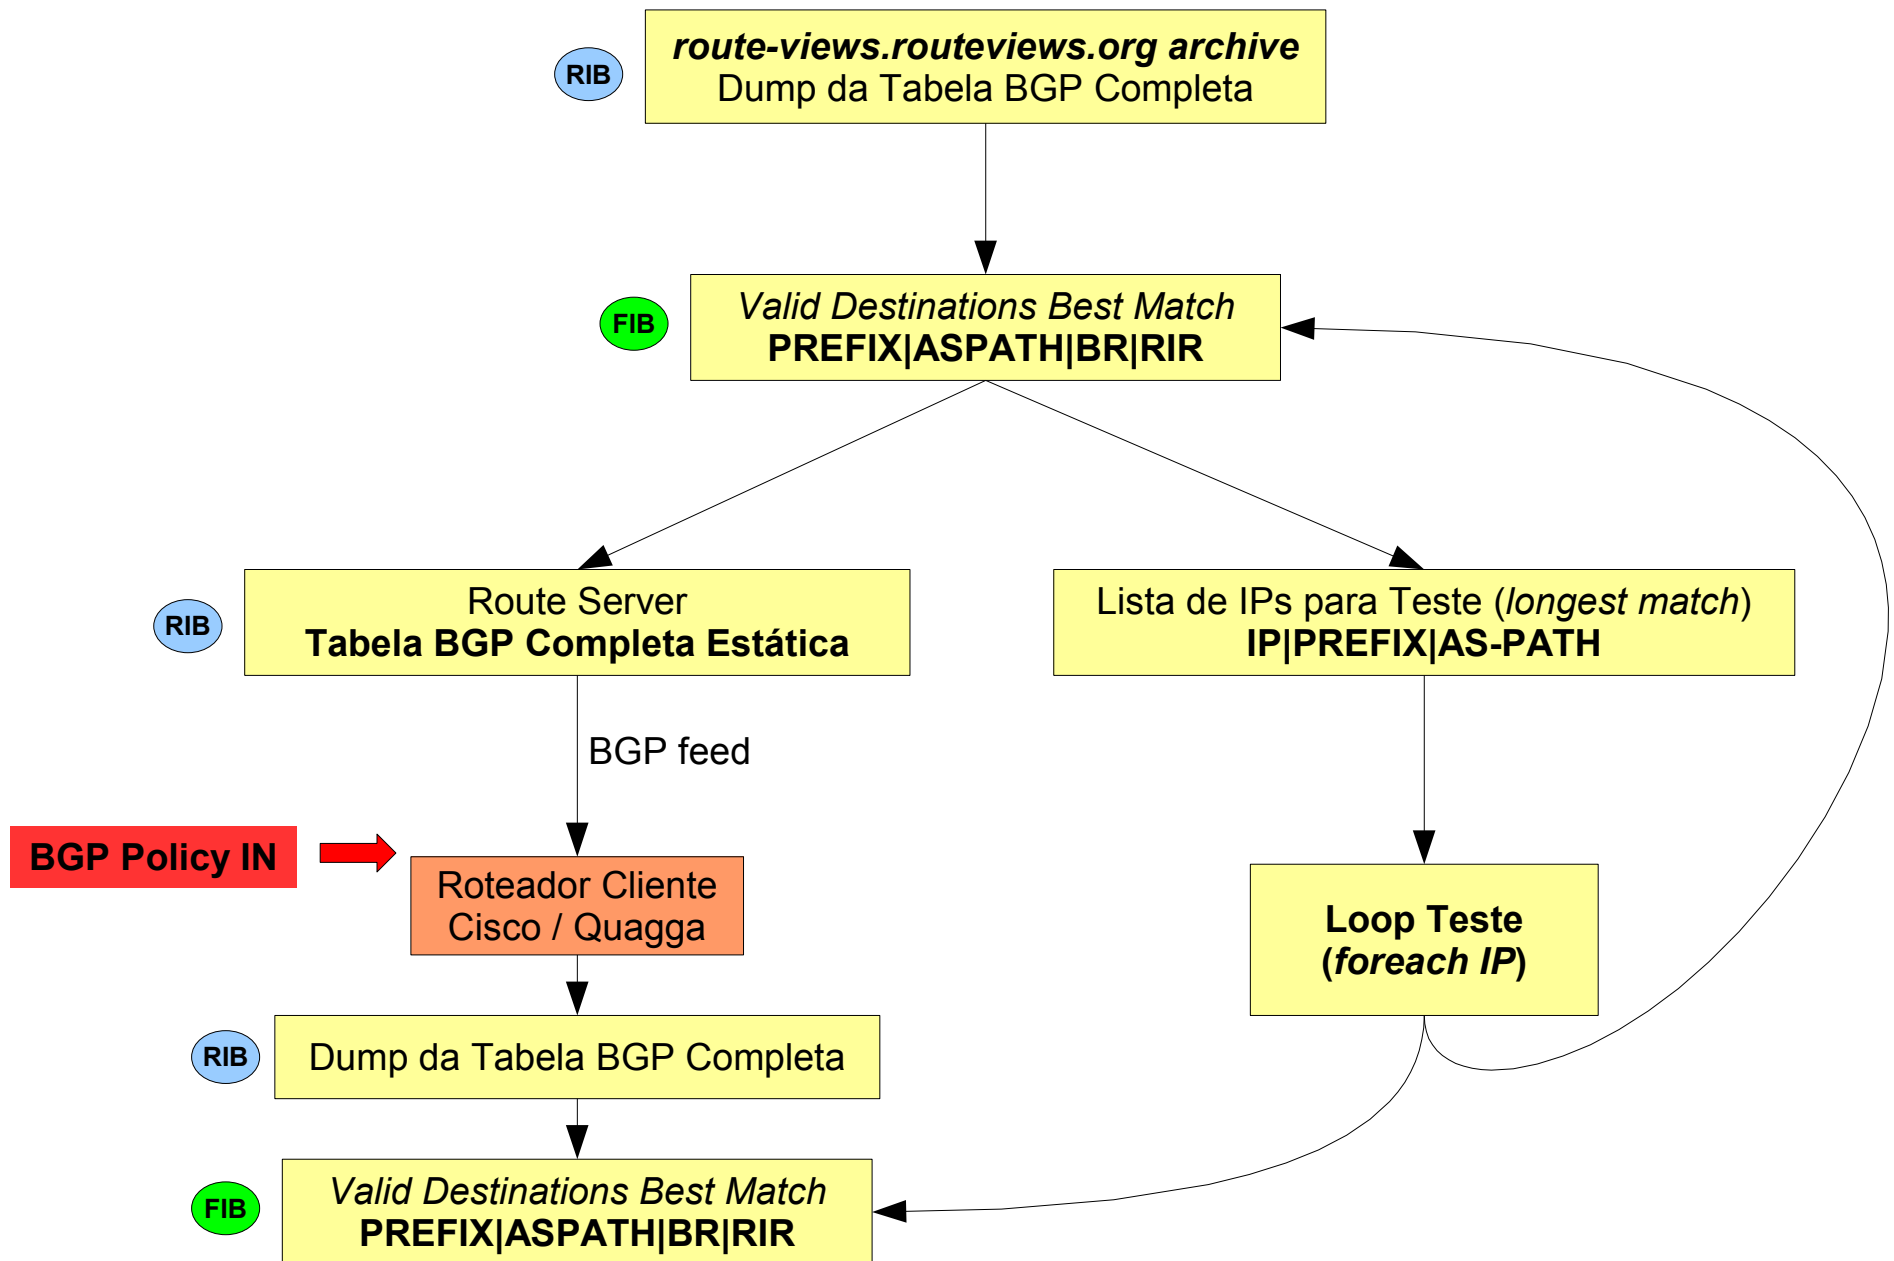 RIB
route-views.routeviews.org archive
Dump da Tabela BGP Completa
FIB
Valid Destinations Best Match
PREFIX|ASPATH|BR|RIR
RIB
Route Server
Tabela BGP Completa Estática
Lista de IPs para Teste (longest match)
IP|PREFIX|AS-PATH
BGP feed
BGP Policy IN
Roteador Cliente
Cisco / Quagga
Loop Teste
(foreach IP)
RIB
Dump da Tabela BGP Completa
FIB
Valid Destinations Best Match
PREFIX|ASPATH|BR|RIR